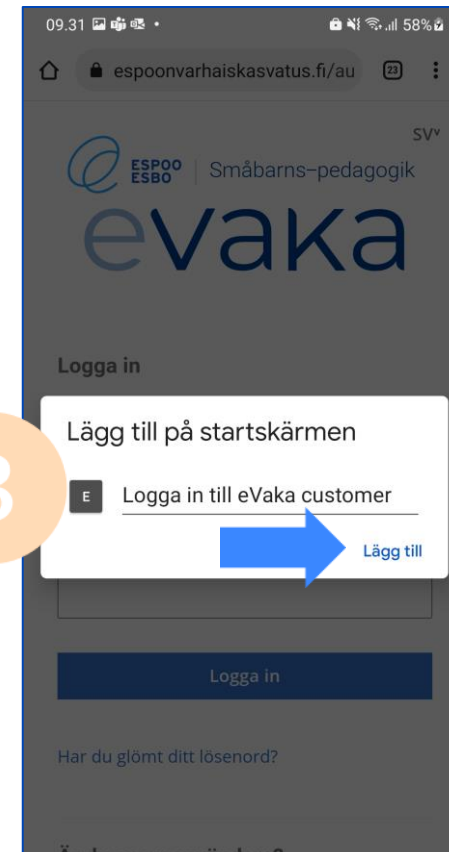 09.31 58%
espoonvarhaiskasvatus.fi/au 23
SV
ESPOO
ESBO Småbarns-pedagogik
eVaka
Logga in
Lägg till på startskärmen
E Logga in till eVaka customer
Lägg till
Logga in
Har du glömt ditt lösenord?